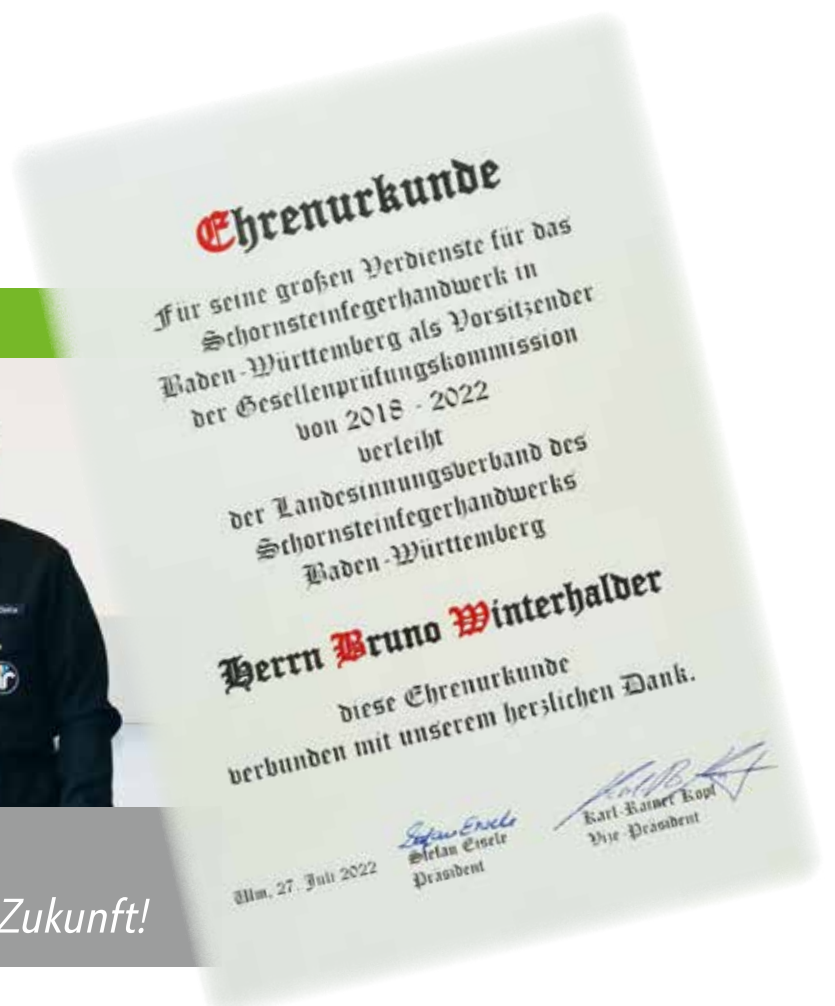 Ehrenurkunde
Für seine großen Verdienste für das
Schornsteinfegerhandwerk in
Baden-Württemberg als Vorsitzender
der Gesellenprüfungskommission
von 2018 - 2022
verleiht
der Landesinnungsverband des
Schornsteinfegerhandwerks
Baden-Württemberg
Herrn Bruno Winterhalder
diese Ehrenurkunde
verbunden mit unserem herzlichen Dank.
Ulm, 27. Juli 2022
Stefan Eisele
Präsident
Karl-Rainer Kopf
Vize-Präsident
Zukunft!